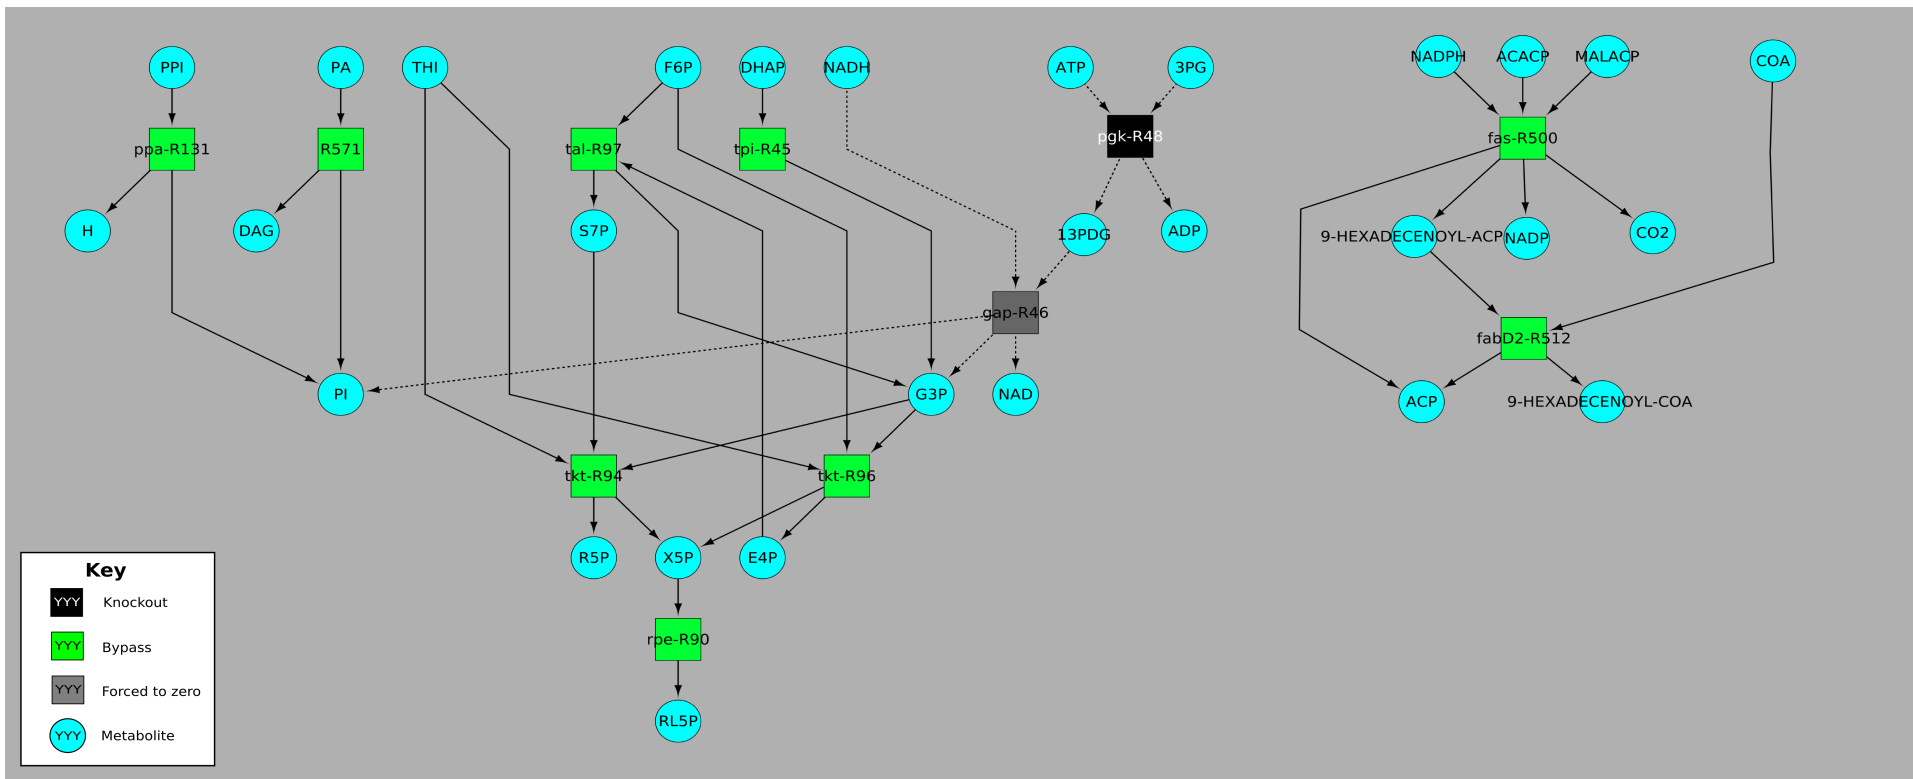 PPI
PA
THI
F6P
DHAP
NADH
ATP
3PG
NADPH
ACACP
MALACP
COA
ppa-R131
R571
tal-R97
tpi-R45
pgk-R48
fas-R500
H
DAG
S7P
13PDG
ADP
9-HEXADECENOYL-ACP
NADP
CO2
gap-R46
fabD2-R512
PI
G3P
NAD
ACP
9-HEXADECENOYL-COA
tkt-R94
tkt-R96
R5P
X5P
E4P
rpe-R90
RL5P
Key
YYY Knockout
YYY Bypass
YYY Forced to zero
YYY Metabolite